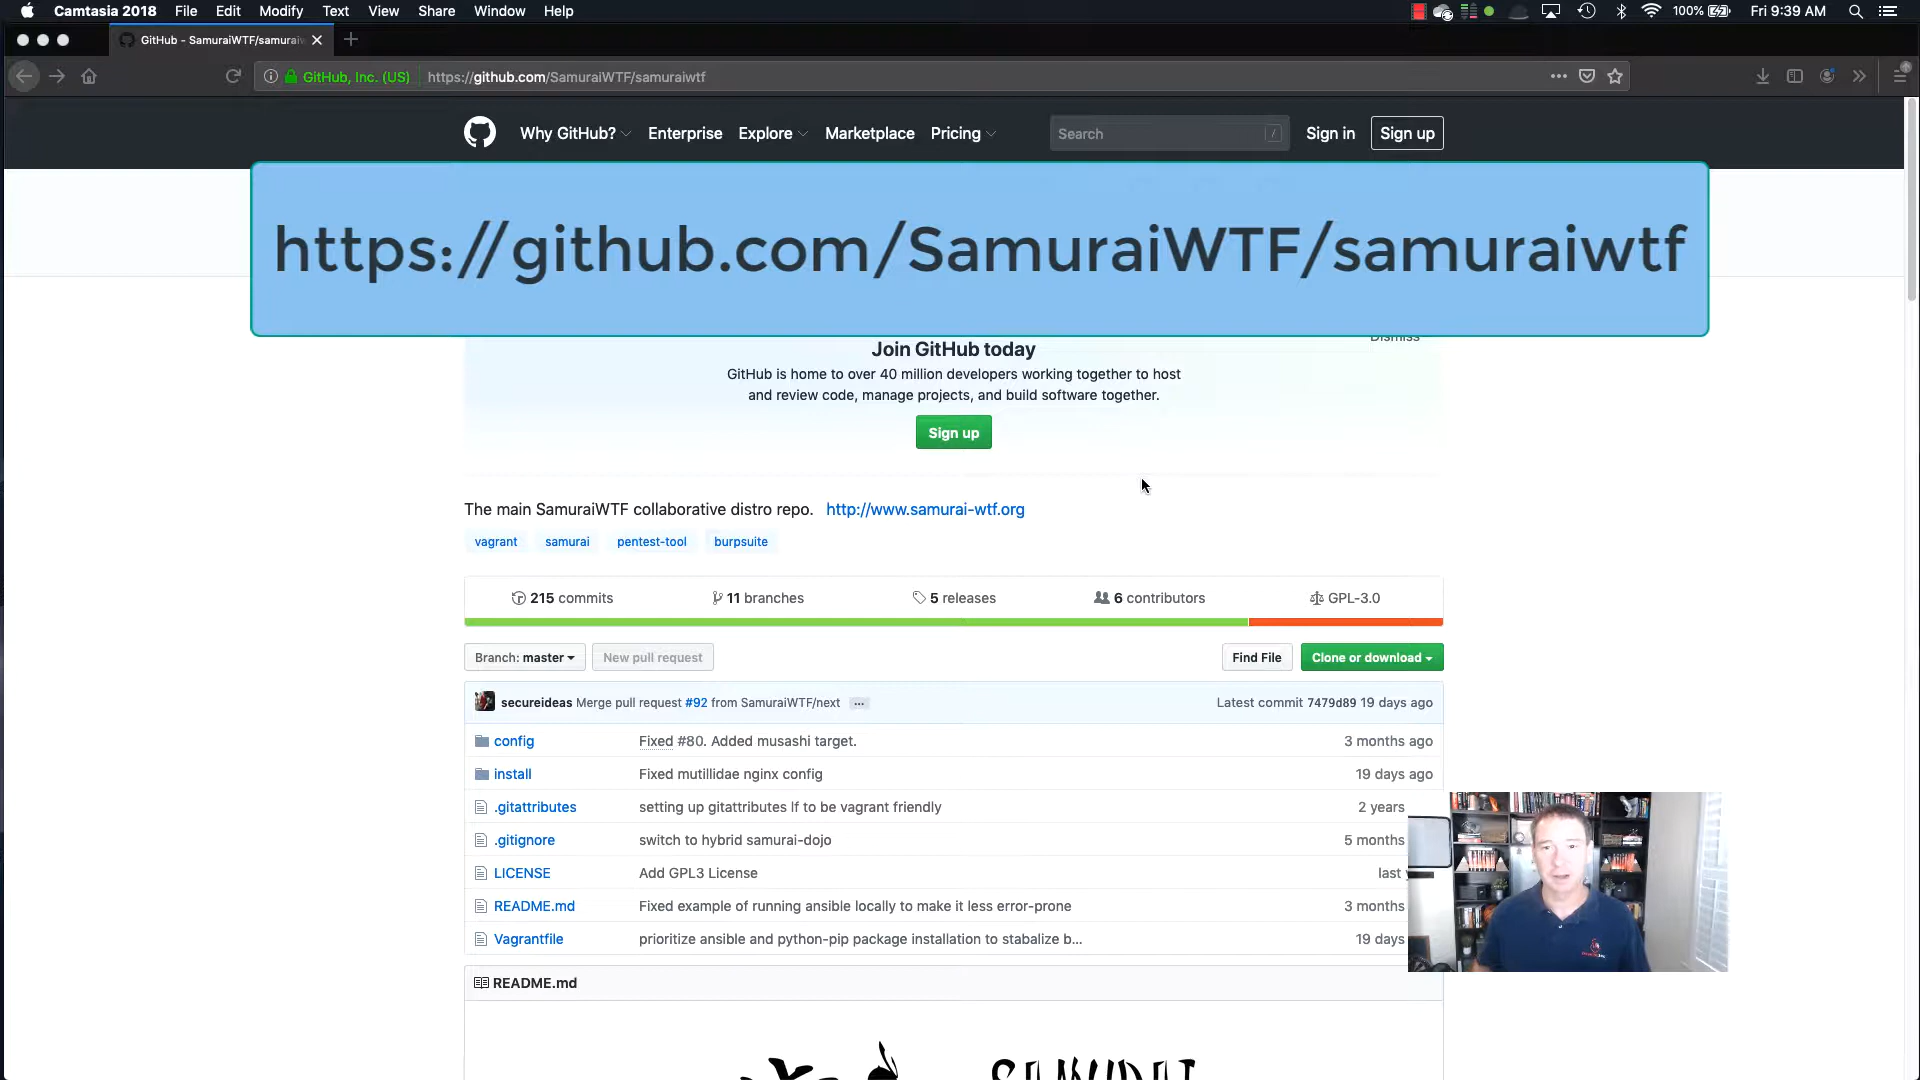 Camtasia 2018 File Edit Modify Text View Share Window Help 100% Fri 9:39 AM
GitHub - SamuraiWTF/samuraiw
GitHub, Inc. (US) https://github.com/SamuraiWTF/samuraiwtf
Why GitHub? Enterprise Explore Marketplace Pricing Search / Sign in Sign up
https://github.com/SamuraiWTF/samuraiwtf
Dismiss
Join GitHub today
GitHub is home to over 40 million developers working together to host
and review code, manage projects, and build software together.
Sign up
The main SamuraiWTF collaborative distro repo. http://www.samurai-wtf.org
vagrant samurai pentest-tool burpsuite
215 commits 11 branches 5 releases 6 contributors GPL-3.0
Branch: master New pull request Find File Clone or download
secureideas Merge pull request #92 from SamuraiWTF/next ... Latest commit 7479d89 19 days ago
config Fixed #80. Added musashi target. 3 months ago
install Fixed mutillidae nginx config 19 days ago
.gitattributes setting up gitattributes lf to be vagrant friendly 2 years
.gitignore switch to hybrid samurai-dojo 5 months
LICENSE Add GPL3 License last
README.md Fixed example of running ansible locally to make it less error-prone 3 months
Vagrantfile prioritize ansible and python-pip package installation to stabalize b... 19 days
README.md
SAMURAI